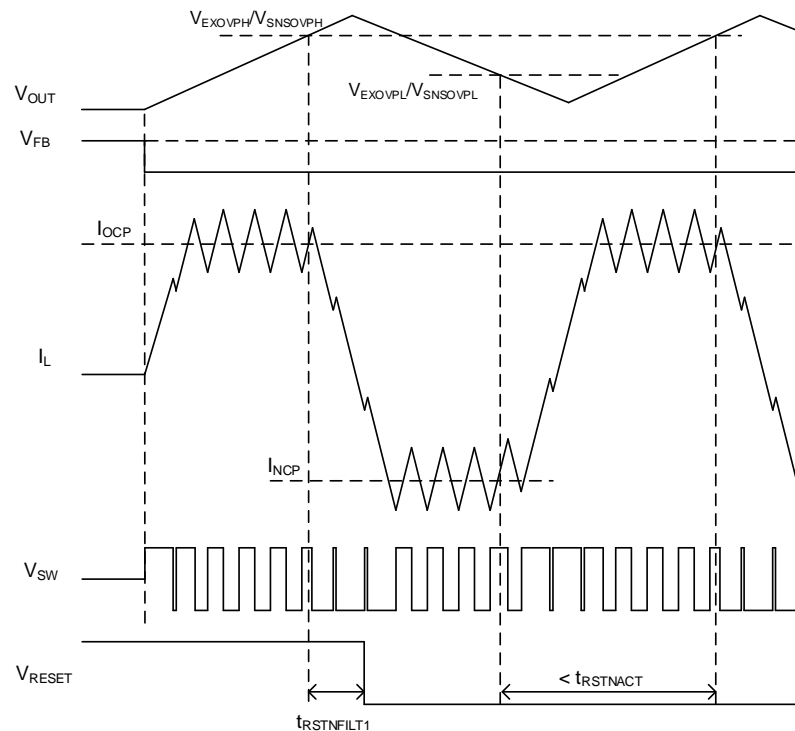 VEXOVPH/VSNSOVPH
VEXOVPL/VSNSOVPL
VOUT
VFB
IOCP
IL
INCP
VSW
VRESET
< tRSTNACT
tRSTNFILT1